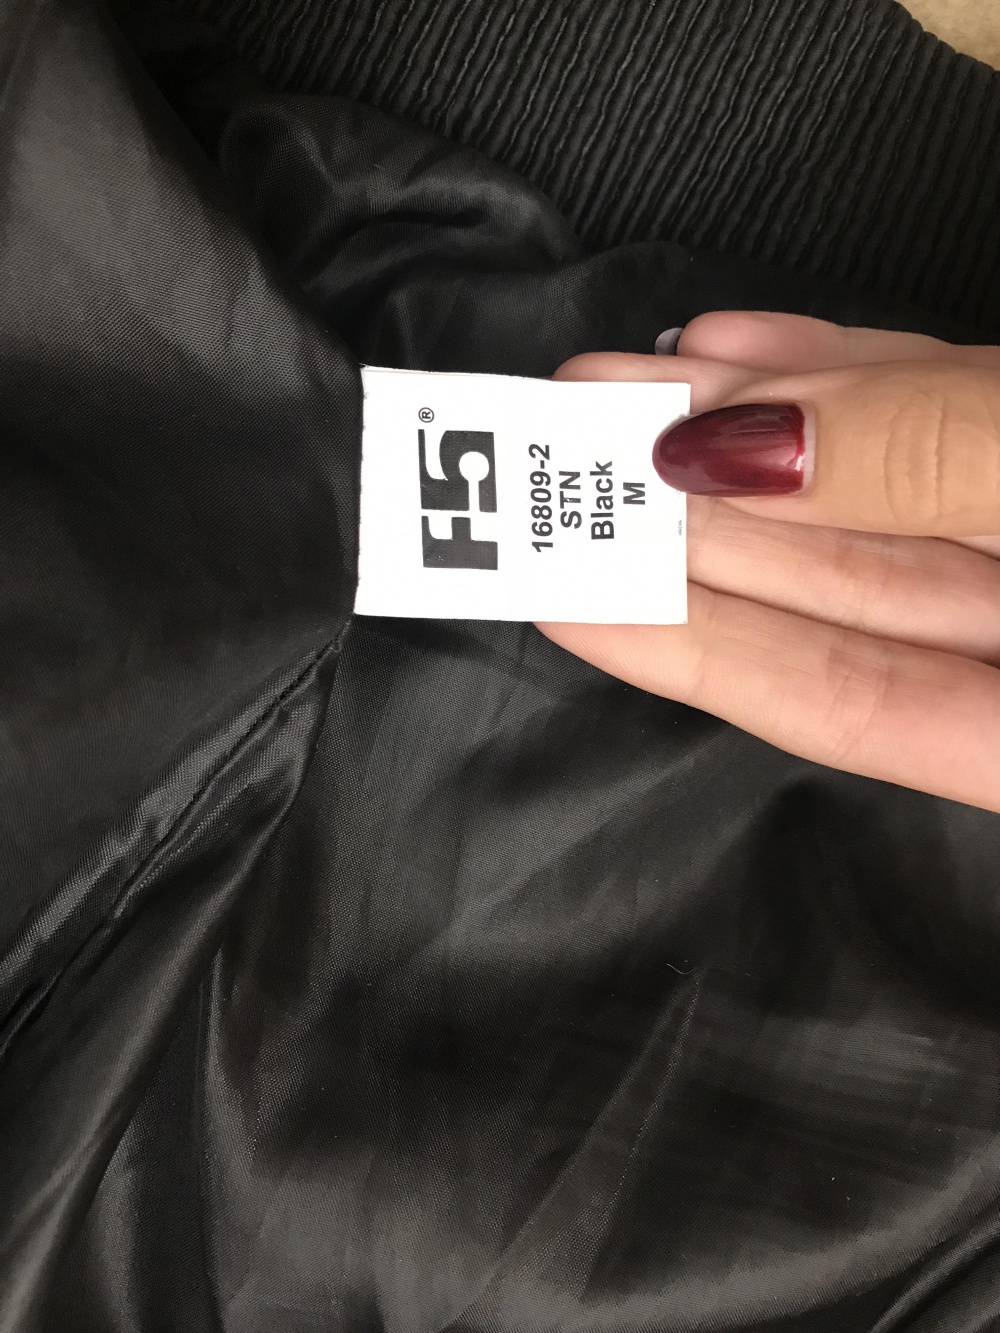 F5®
16809-2
STN
Black
M